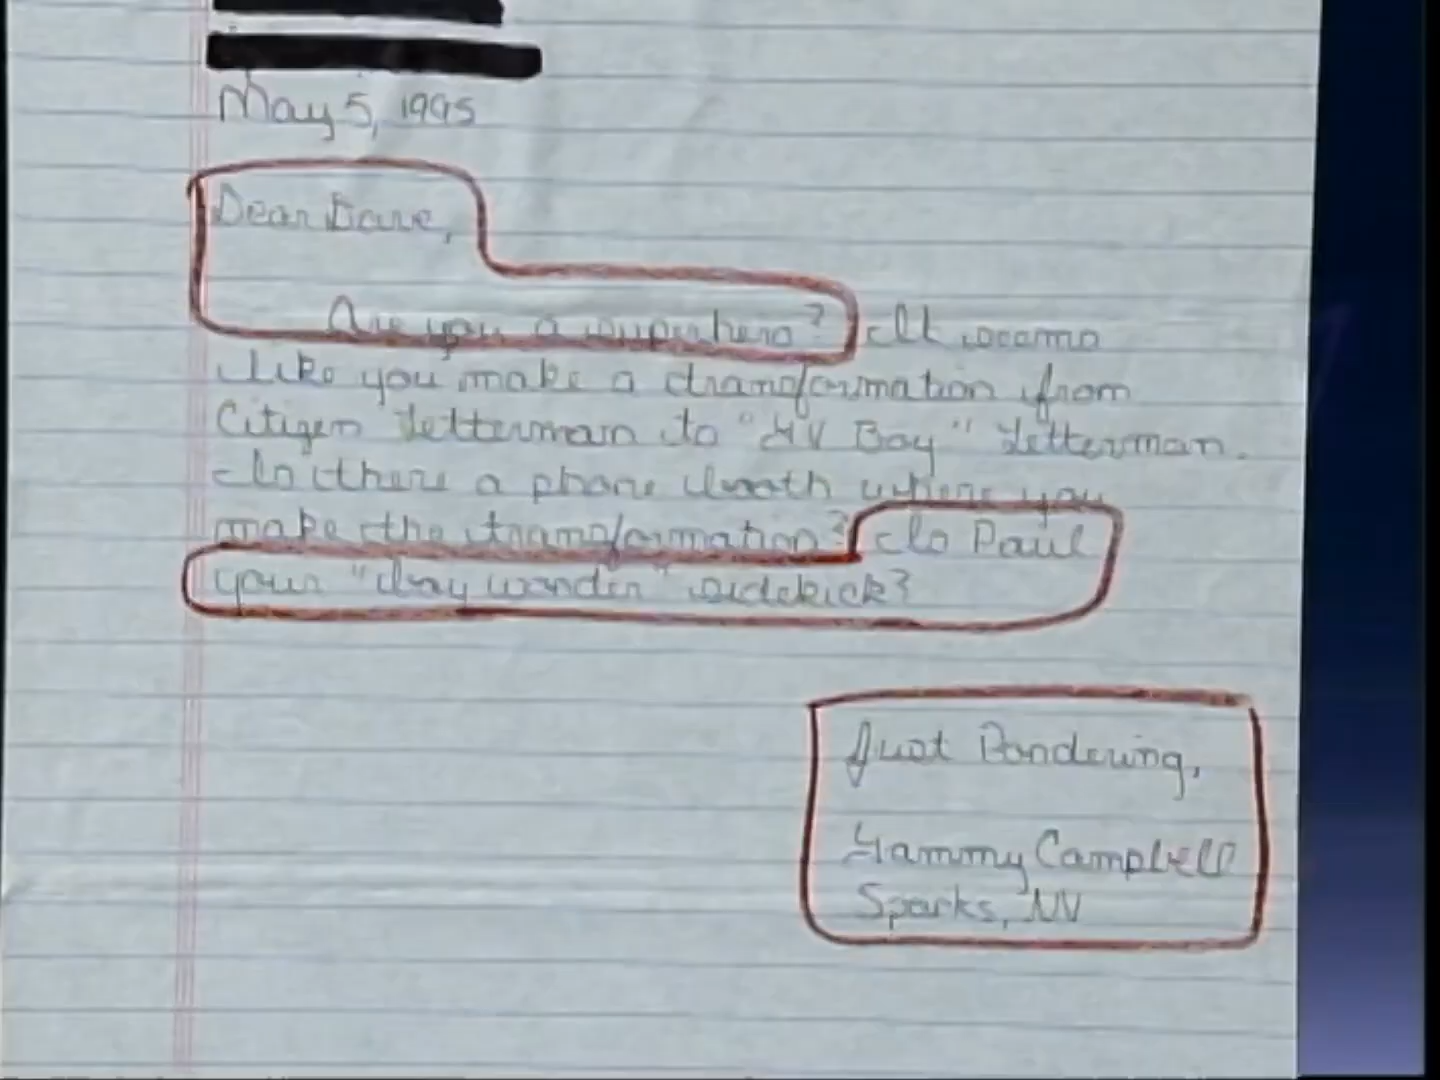 May 5, 1995
Dear Dave,
Are you a superhero? It seems
like you make a transformation from
Citizen Letterman to "TV Boy" Letterman.
Is there a phone booth where you
make the transformation? Is Paul
your "boy wonder" sidekick?
Just Pondering,
Tammy Campbell
Sparks, NV